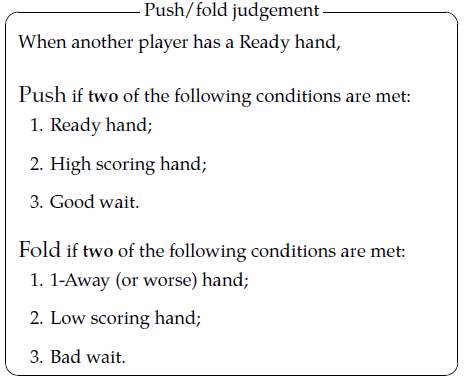 Push/fold judgement
When another player has a Ready hand,
Push if two of the following conditions are met:
1. Ready hand;
2. High scoring hand;
3. Good wait.
Fold if two of the following conditions are met:
1. 1-Away (or worse) hand;
2. Low scoring hand;
3. Bad wait.